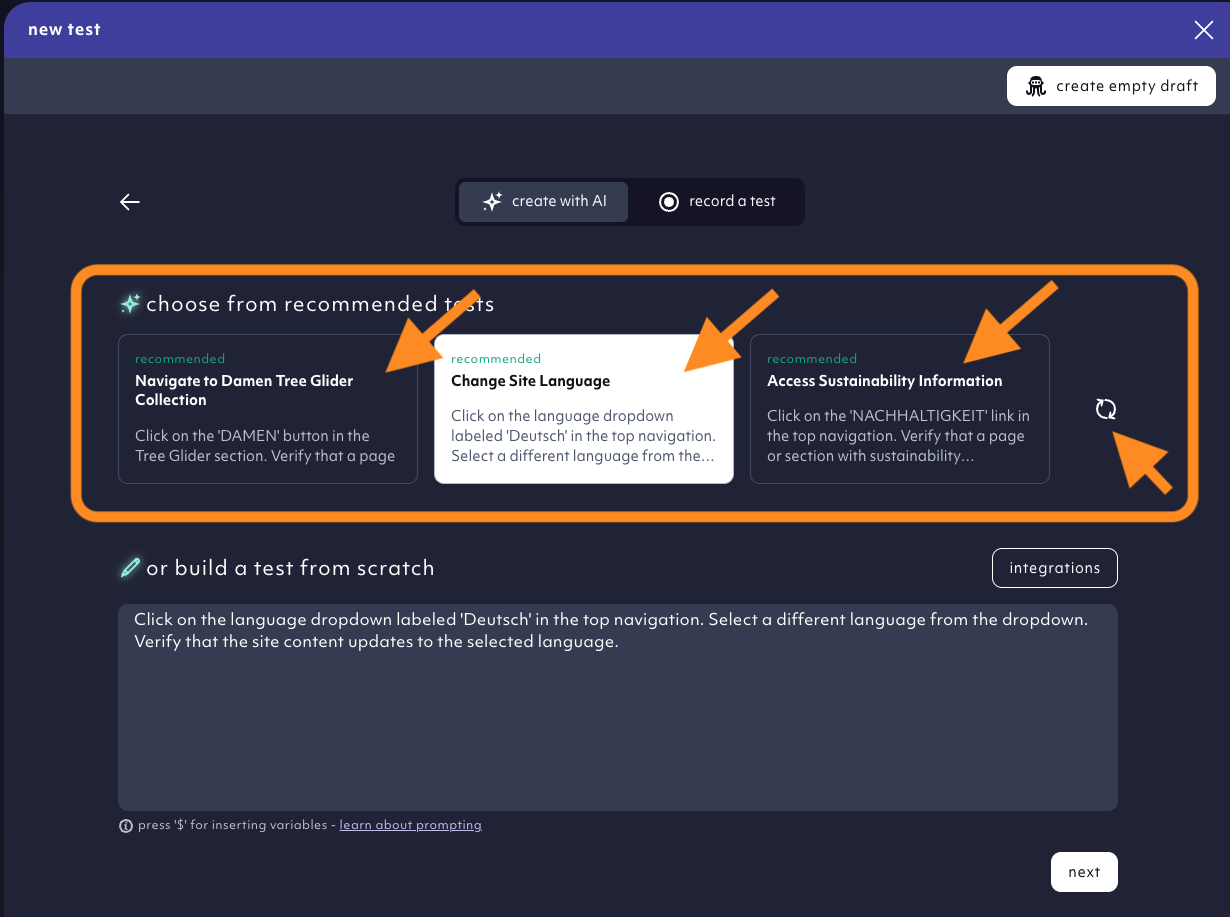 new test
create empty draft
create with AI
record a test
choose from recommended tests
recommended
Navigate to Damen Tree Glider
Collection
Click on the 'DAMEN' button in the
Tree Glider section. Verify that a page
recommended
Change Site Language
Click on the language dropdown
labeled 'Deutsch' in the top navigation.
Select a different language from the...
recommended
Access Sustainability Information
Click on the 'NACHHALTIGKEIT' link in
the top navigation. Verify that a page
or section with sustainability...
or build a test from scratch
integrations
Click on the language dropdown labeled 'Deutsch' in the top navigation. Select a different language from the dropdown.
Verify that the site content updates to the selected language.
press '$' for inserting variables - learn about prompting
next